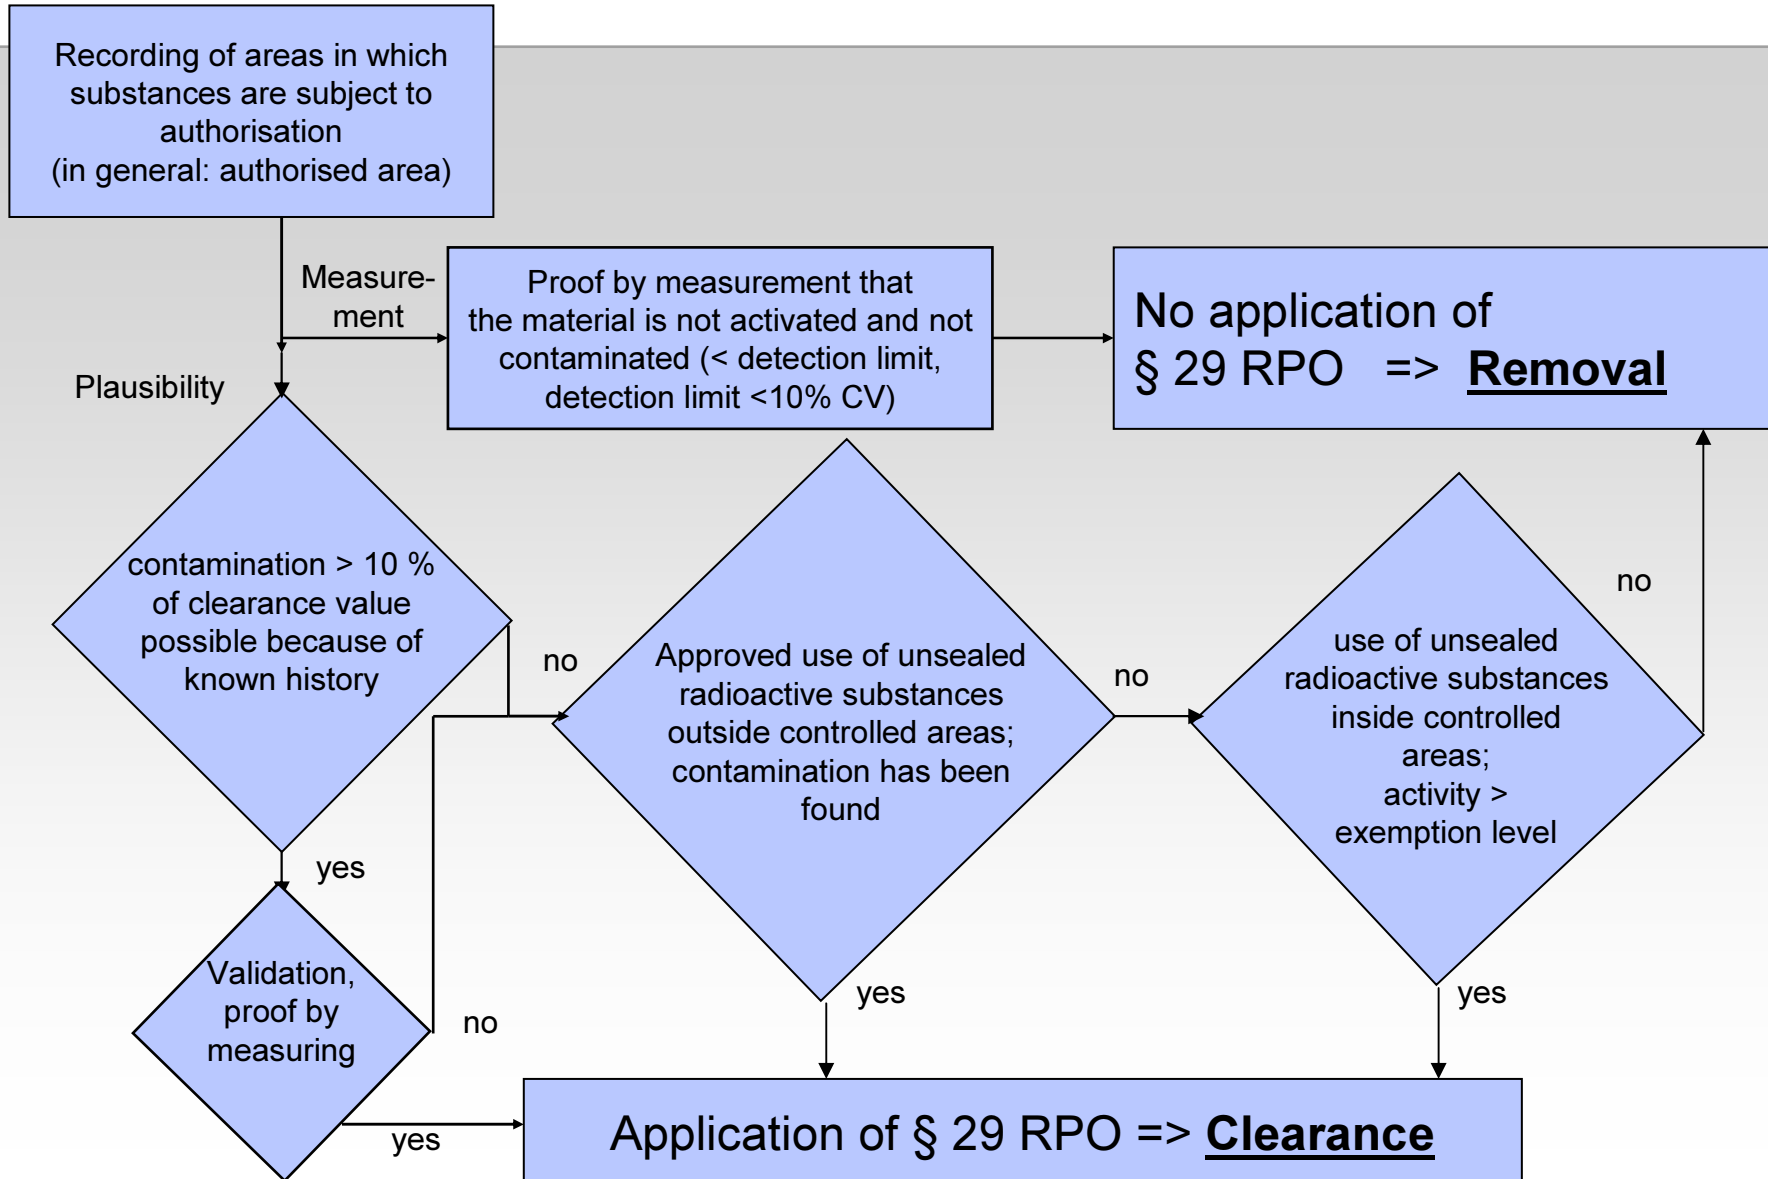 Recording of areas in which
substances are subject to
authorisation
(in general: authorised area)
Measure-
ment
Proof by measurement that
the material is not activated and not
contaminated (< detection limit,
detection limit <10% CV)
No application of
§ 29 RPO => Removal
Plausibility
contamination > 10 %
of clearance value
possible because of
known history
no
Approved use of unsealed
radioactive substances
outside controlled areas;
contamination has been
found
no
use of unsealed
radioactive substances
inside controlled
areas;
activity >
exemption level
no
yes
Validation,
proof by
measuring
no
yes
yes
yes
Application of § 29 RPO => Clearance